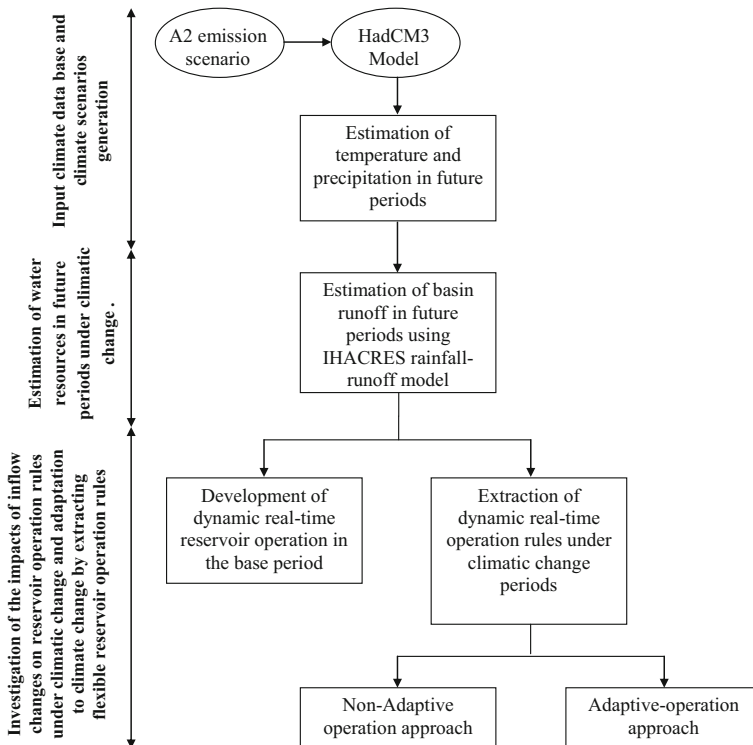 Input climate data base and
climate scenarios
generation
A2 emission
scenario
HadCM3
Model
Estimation of
temperature and
precipitation in future
periods
Estimation of water
resources in future
periods under climatic
change .
Estimation of basin
runoff in future
periods using
IHACRES rainfall-
runoff model
Investigation of the impacts of inflow
changes on reservoir operation rules
under climatic change and adaptation
to climate change by extracting
flexible reservoir operation rules
Development of
dynamic real-time
reservoir operation in
the base period
Extraction of
dynamic real-time
operation rules under
climatic change
periods
Non-Adaptive
operation approach
Adaptive-operation
approach